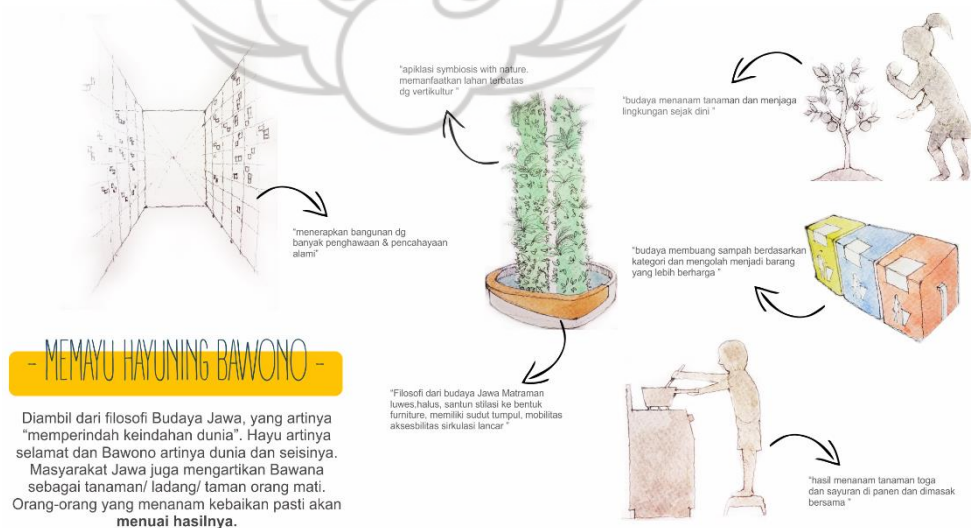 “apiklasi symbiosis with nature.
memanfaatkan lahan terbatas
dg vertikultur ”
“budaya menanam tanaman dan menjaga
lingkungan sejak dini ”
“menerapkan bangunan dg
banyak penghawaan & pencahayaan
alami”
“budaya membuang sampah berdasarkan
kategori dan mengolah menjadi barang
yang lebih berharga ”
- MEMAYU HAYUNING BAWONO -
Diambil dari filosofi Budaya Jawa, yang artinya
“memperindah keindahan dunia”. Hayu artinya
selamat dan Bawono artinya dunia dan seisinya.
Masyarakat Jawa juga mengartikan Bawana
sebagai tanaman/ ladang/ taman orang mati.
Orang-orang yang menanam kebaikan pasti akan
menuai hasilnya.
“Filosofi dari budaya Jawa Matraman
luwes,halus, santun stilasi ke bentuk
furniture, memiliki sudut tumpul, mobilitas
aksesbilitas sirkulasi lancar ”
“hasil menanam tanaman toga
dan sayuran di panen dan dimasak
bersama ”